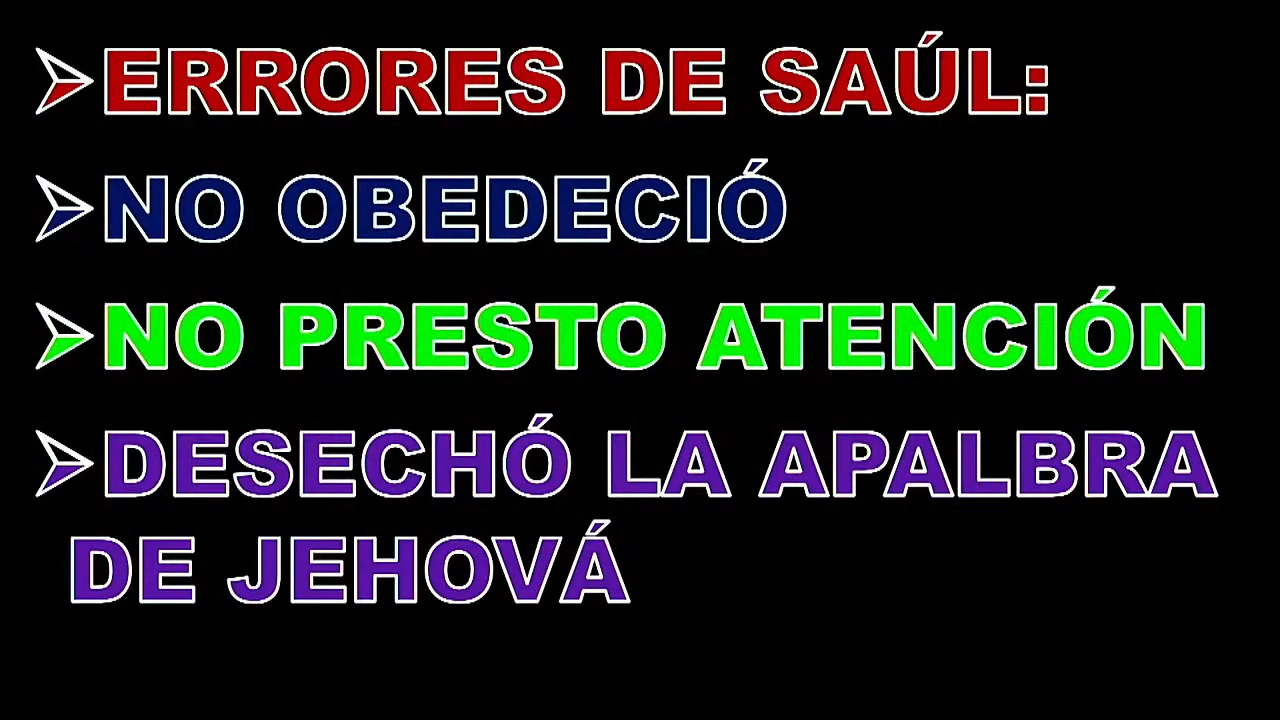 ➢ERRORES DE SAÚL:
➢NO OBEDECIÓ
➢NO PRESTO ATENCIÓN
➢DESECHÓ LA APALBRA
DE JEHOVÁ